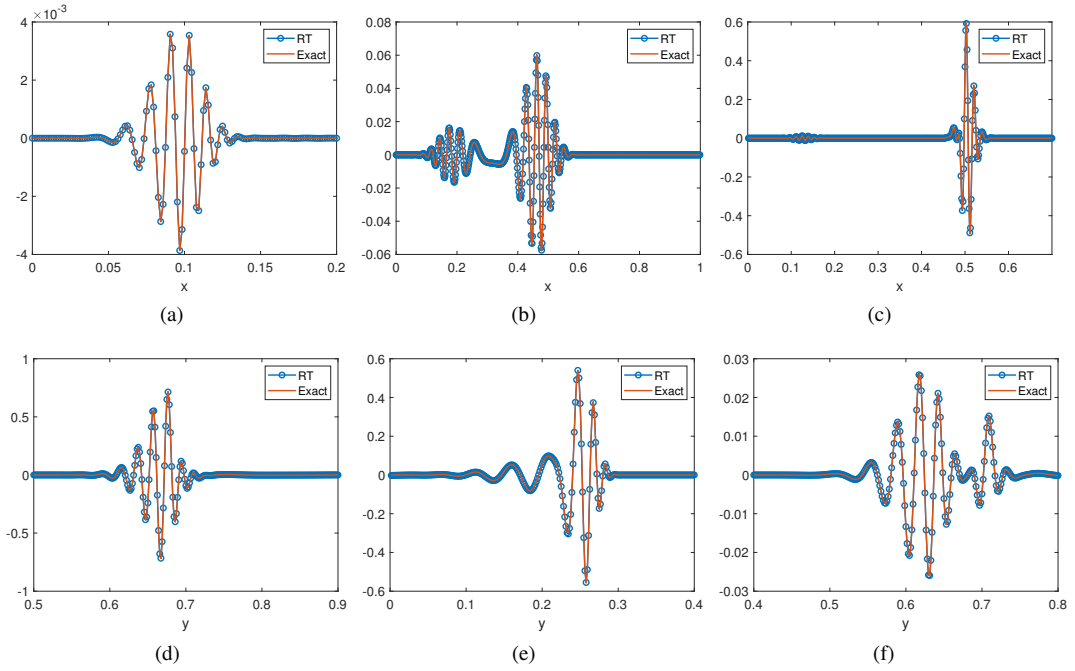 4 ×10⁻³
RT
Exact
2
0
-2
-4
0 0.05 0.1 0.15 0.2
x
(a)
0.08
RT
Exact
0.06
0.04
0.02
0
-0.02
-0.04
-0.06
0 0.2 0.4 0.6 0.8 1
x
(b)
0.6
RT
Exact
0.4
0.2
0
-0.2
-0.4
-0.6
0 0.1 0.2 0.3 0.4 0.5 0.6
x
(c)
1
RT
Exact
0.5
0
-0.5
-1
0.5 0.6 0.7 0.8 0.9
y
(d)
0.6
RT
Exact
0.4
0.2
0
-0.2
-0.4
-0.6
0 0.1 0.2 0.3 0.4
y
(e)
0.03
RT
Exact
0.02
0.01
0
-0.01
-0.02
-0.03
0.4 0.5 0.6 0.7 0.8
y
(f)